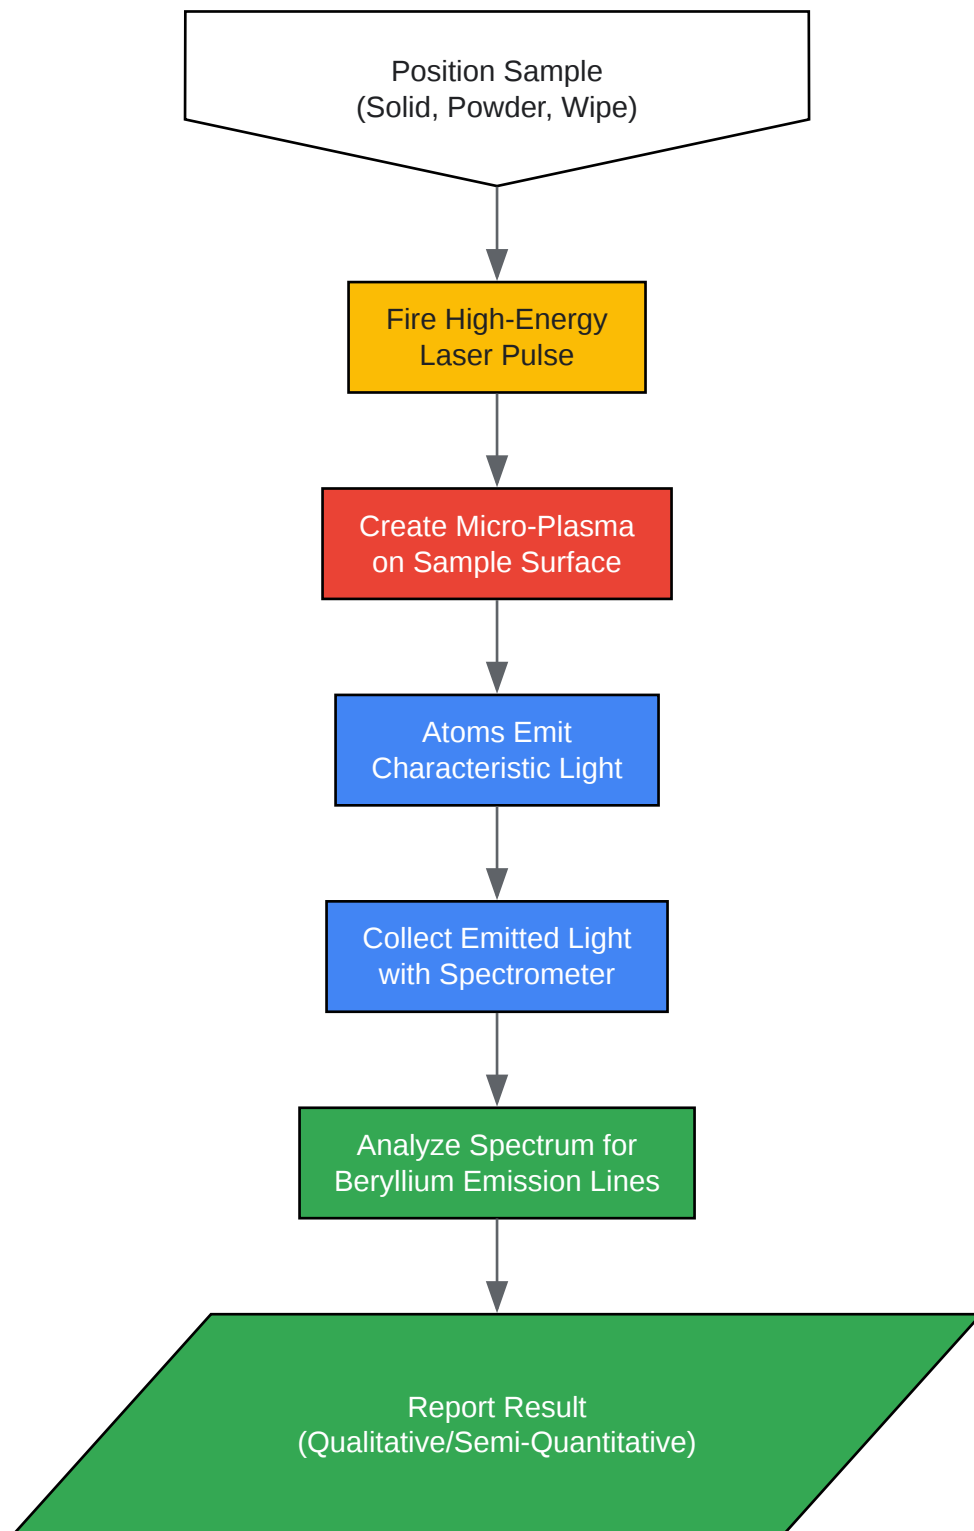 Position Sample
(Solid, Powder, Wipe)
Fire High-Energy
Laser Pulse
Create Micro-Plasma
on Sample Surface
Atoms Emit
Characteristic Light
Collect Emitted Light
with Spectrometer
Analyze Spectrum for
Beryllium Emission Lines
Report Result
(Qualitative/Semi-Quantitative)